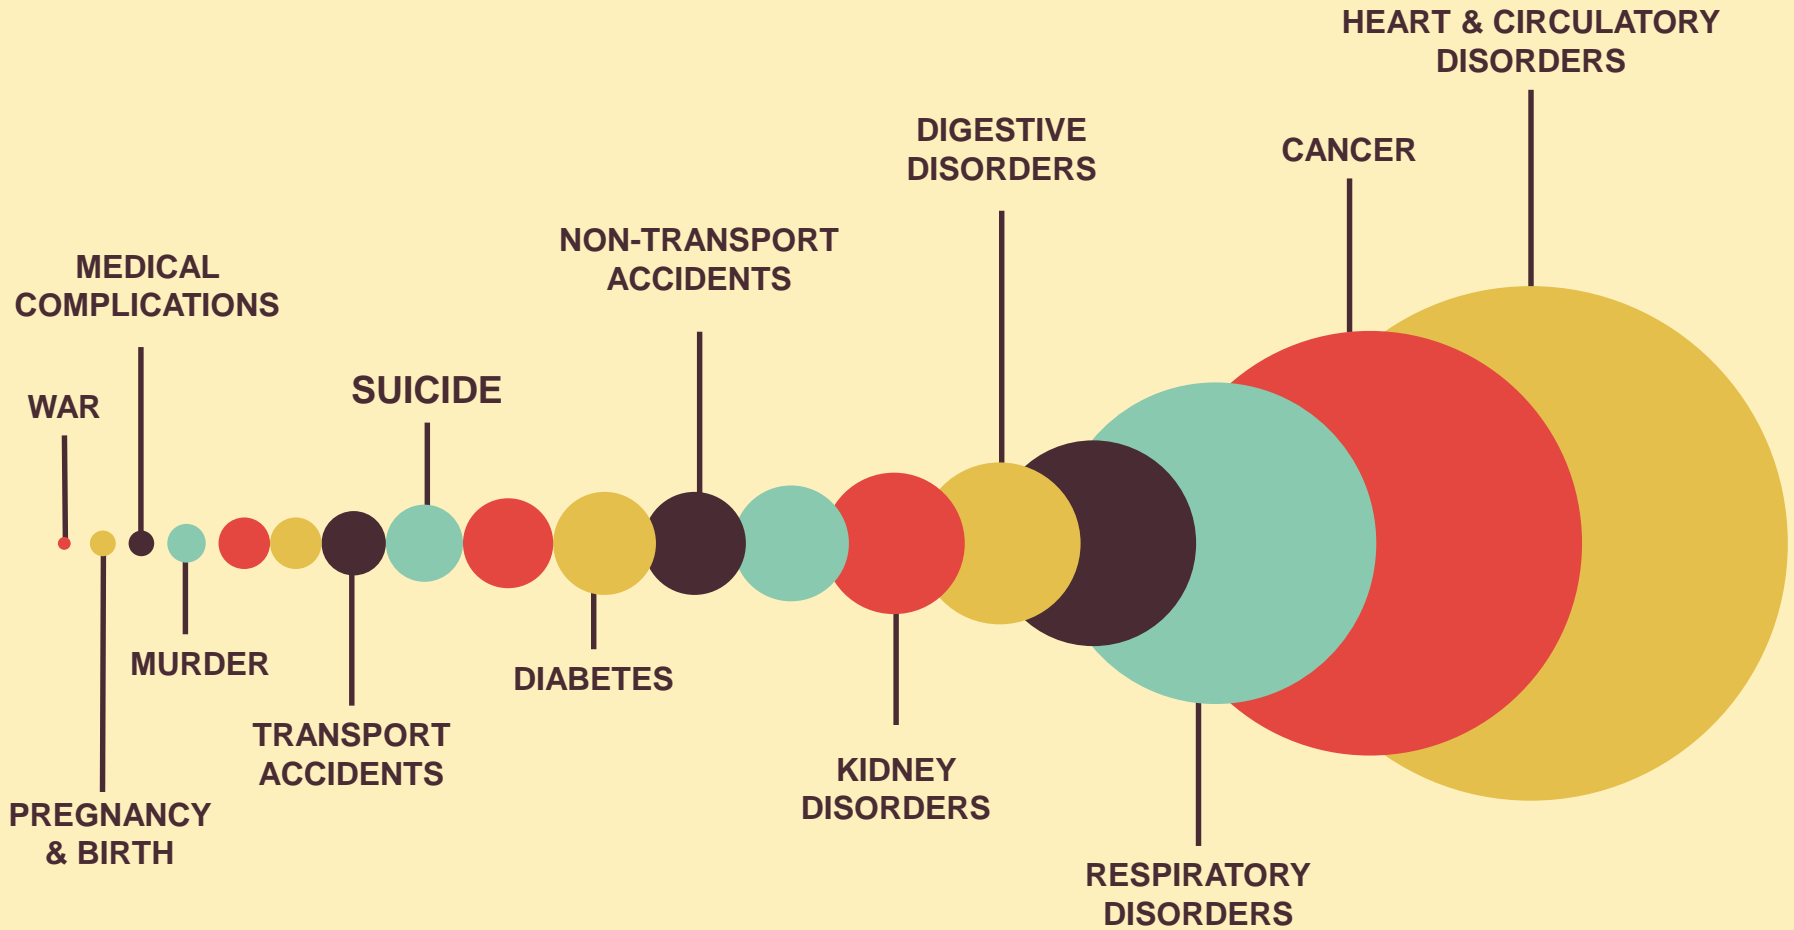 HEART & CIRCULATORY
DISORDERS
CANCER
DIGESTIVE
DISORDERS
NON-TRANSPORT
ACCIDENTS
MEDICAL
COMPLICATIONS
SUICIDE
WAR
MURDER
DIABETES
TRANSPORT
ACCIDENTS
KIDNEY
DISORDERS
PREGNANCY
& BIRTH
RESPIRATORY
DISORDERS